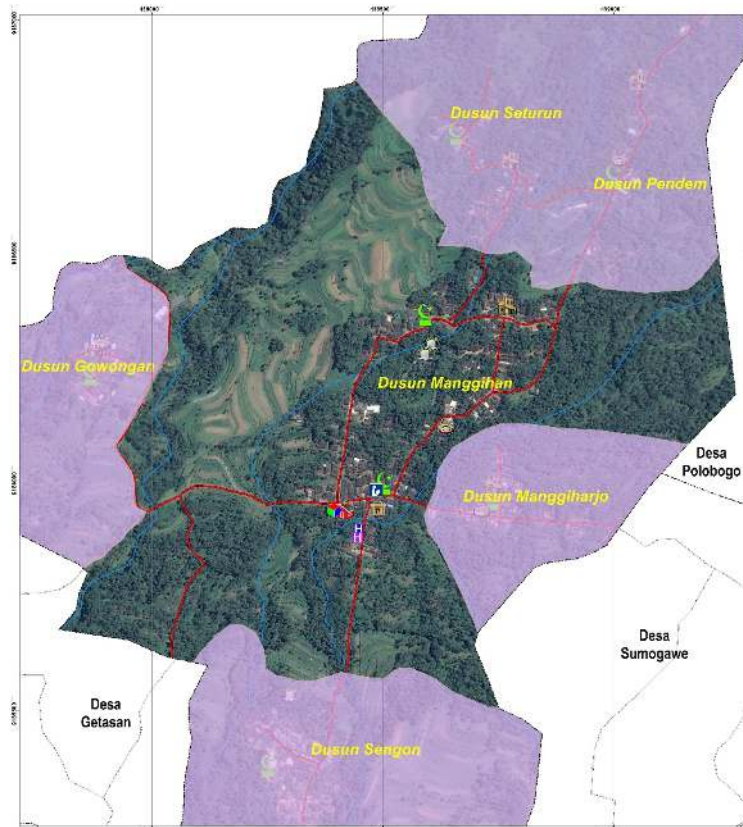 Dusun Seturun
Dusun Pendem
Dusun Gowongan
Dusun Manggihan
Desa
Polobogo
Dusun Manggiharjo
H
H
Desa
Sumogawe
Desa
Getasan
Dusun Sengon